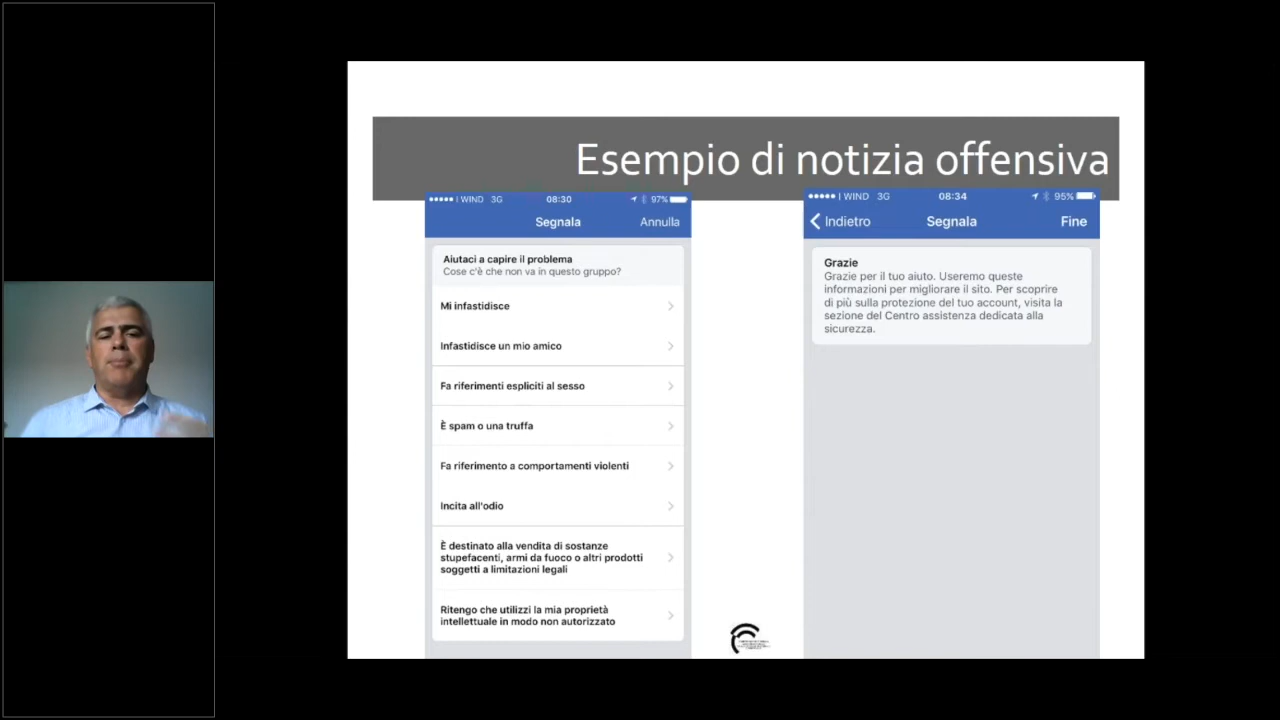 Esempio di notizia offensiva
WIND 3G 08:30 97%
Segnala Annulla
Aiutaci a capire il problema
Cose c'è che non va in questo gruppo?
Mi infastidisce
Infastidisce un mio amico
Fa riferimenti espliciti al sesso
È spam o una truffa
Fa riferimento a comportamenti violenti
Incita all'odio
È destinato alla vendita di sostanze
stupefacenti, armi da fuoco o altri prodotti
soggetti a limitazioni legali
Ritengo che utilizzi la mia proprietà
intellettuale in modo non autorizzato
WIND 3G 08:34 95%
Indietro Segnala Fine
Grazie
Grazie per il tuo aiuto. Useremo queste
informazioni per migliorare il sito. Per scoprire
di più sulla protezione del tuo account, visita la
sezione del Centro assistenza dedicata alla
sicurezza.